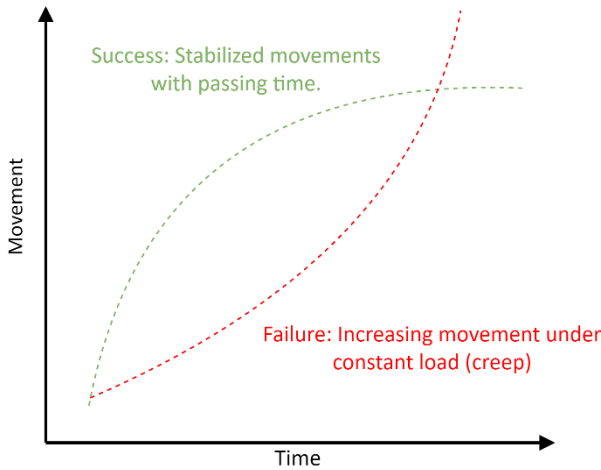 Success: Stabilized movements
with passing time.
Movement
Failure: Increasing movement under
constant load (creep)
Time